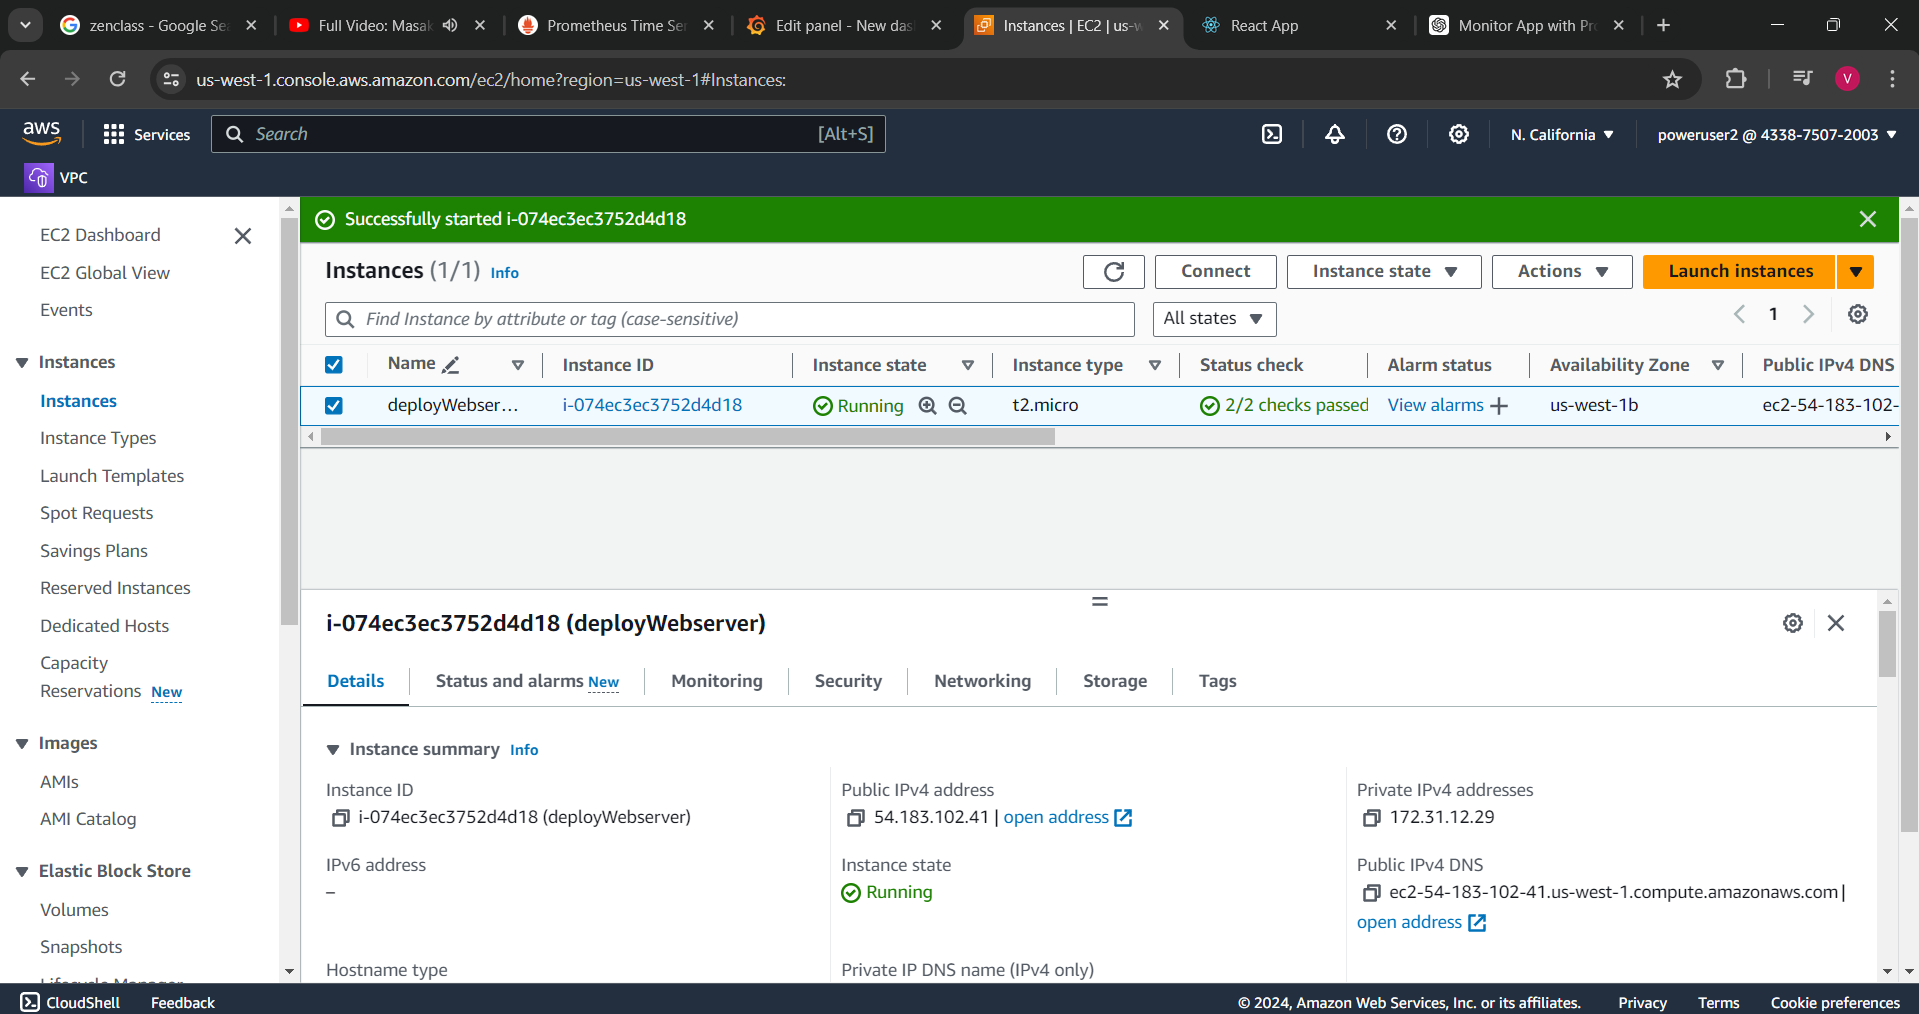 zenclass - Google Se
Full Video: Masak
Prometheus Time Se
Edit panel - New das
Instances | EC2 | us-w
React App
Monitor App with Pr
us-west-1.console.aws.amazon.com/ec2/home?region=us-west-1#Instances:
V
aws
Services
Search
[Alt+S]
N. California
poweruser2 @ 4338-7507-2003
VPC
EC2 Dashboard
EC2 Global View
Events
Instances
Instances
Instance Types
Launch Templates
Spot Requests
Savings Plans
Reserved Instances
Dedicated Hosts
Capacity
Reservations New
Images
AMIs
AMI Catalog
Elastic Block Store
Volumes
Snapshots
Lifecycle Manager
Successfully started i-074ec3ec3752d4d18
Instances (1/1) Info
Connect
Instance state
Actions
Launch instances
Find Instance by attribute or tag (case-sensitive)
All states
1
Name Instance ID Instance state Instance type Status check Alarm status Availability Zone Public IPv4 DNS
deployWebser... i-074ec3ec3752d4d18 Running t2.micro 2/2 checks passed View alarms us-west-1b ec2-54-183-102-
i-074ec3ec3752d4d18 (deployWebserver)
Details
Status and alarms New
Monitoring
Security
Networking
Storage
Tags
Instance summary Info
Instance ID
i-074ec3ec3752d4d18 (deployWebserver)
Public IPv4 address
54.183.102.41 | open address
Private IPv4 addresses
172.31.12.29
IPv6 address
–
Instance state
Running
Public IPv4 DNS
ec2-54-183-102-41.us-west-1.compute.amazonaws.com |
open address
Hostname type
Private IP DNS name (IPv4 only)
CloudShell
Feedback
© 2024, Amazon Web Services, Inc. or its affiliates.
Privacy
Terms
Cookie preferences